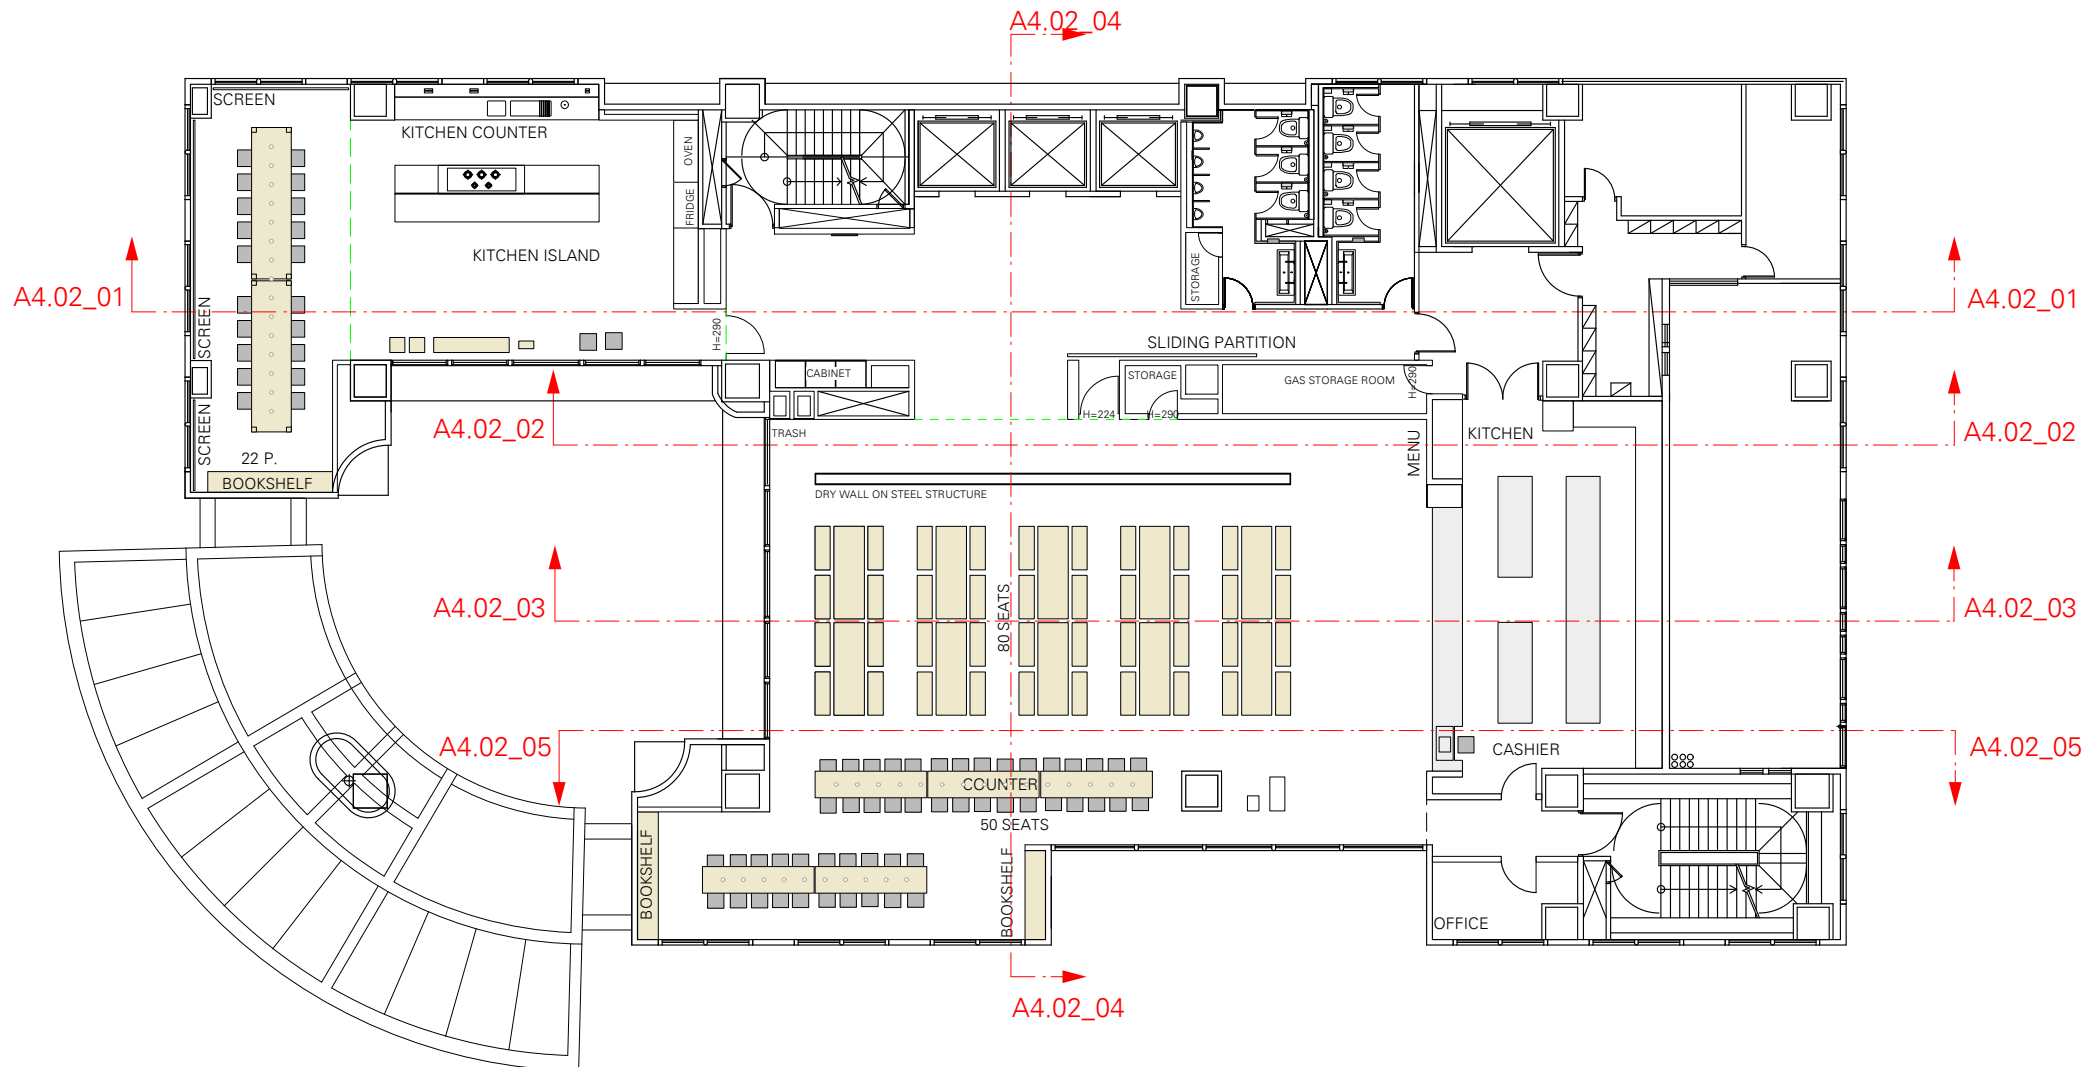 A4.02_04
SCREEN
KITCHEN COUNTER
OVEN
FRIDGE
KITCHEN ISLAND
STORAGE
A4.02_01
A4.02_01
SCREEN
H=290
SLIDING PARTITION
CABINET
STORAGE
GAS STORAGE ROOM
H=290
H=224
H=290
A4.02_02
TRASH
MENU
KITCHEN
A4.02_02
SCREEN
22 P.
BOOKSHELF
DRY WALL ON STEEL STRUCTURE
A4.02_03
80 SEATS
A4.02_03
A4.02_05
CASHIER
A4.02_05
COUNTER
50 SEATS
BOOKSHELF
BOOKSHELF
OFFICE
A4.02_04